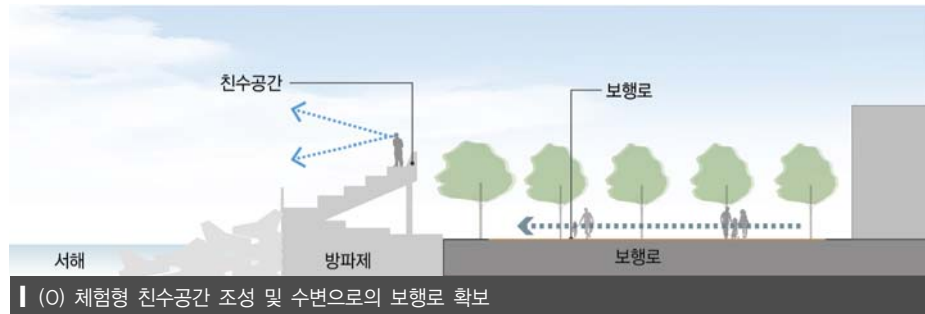 친수공간
보행로
서해
방파제
보행로
(O) 체험형 친수공간 조성 및 수변으로의 보행로 확보